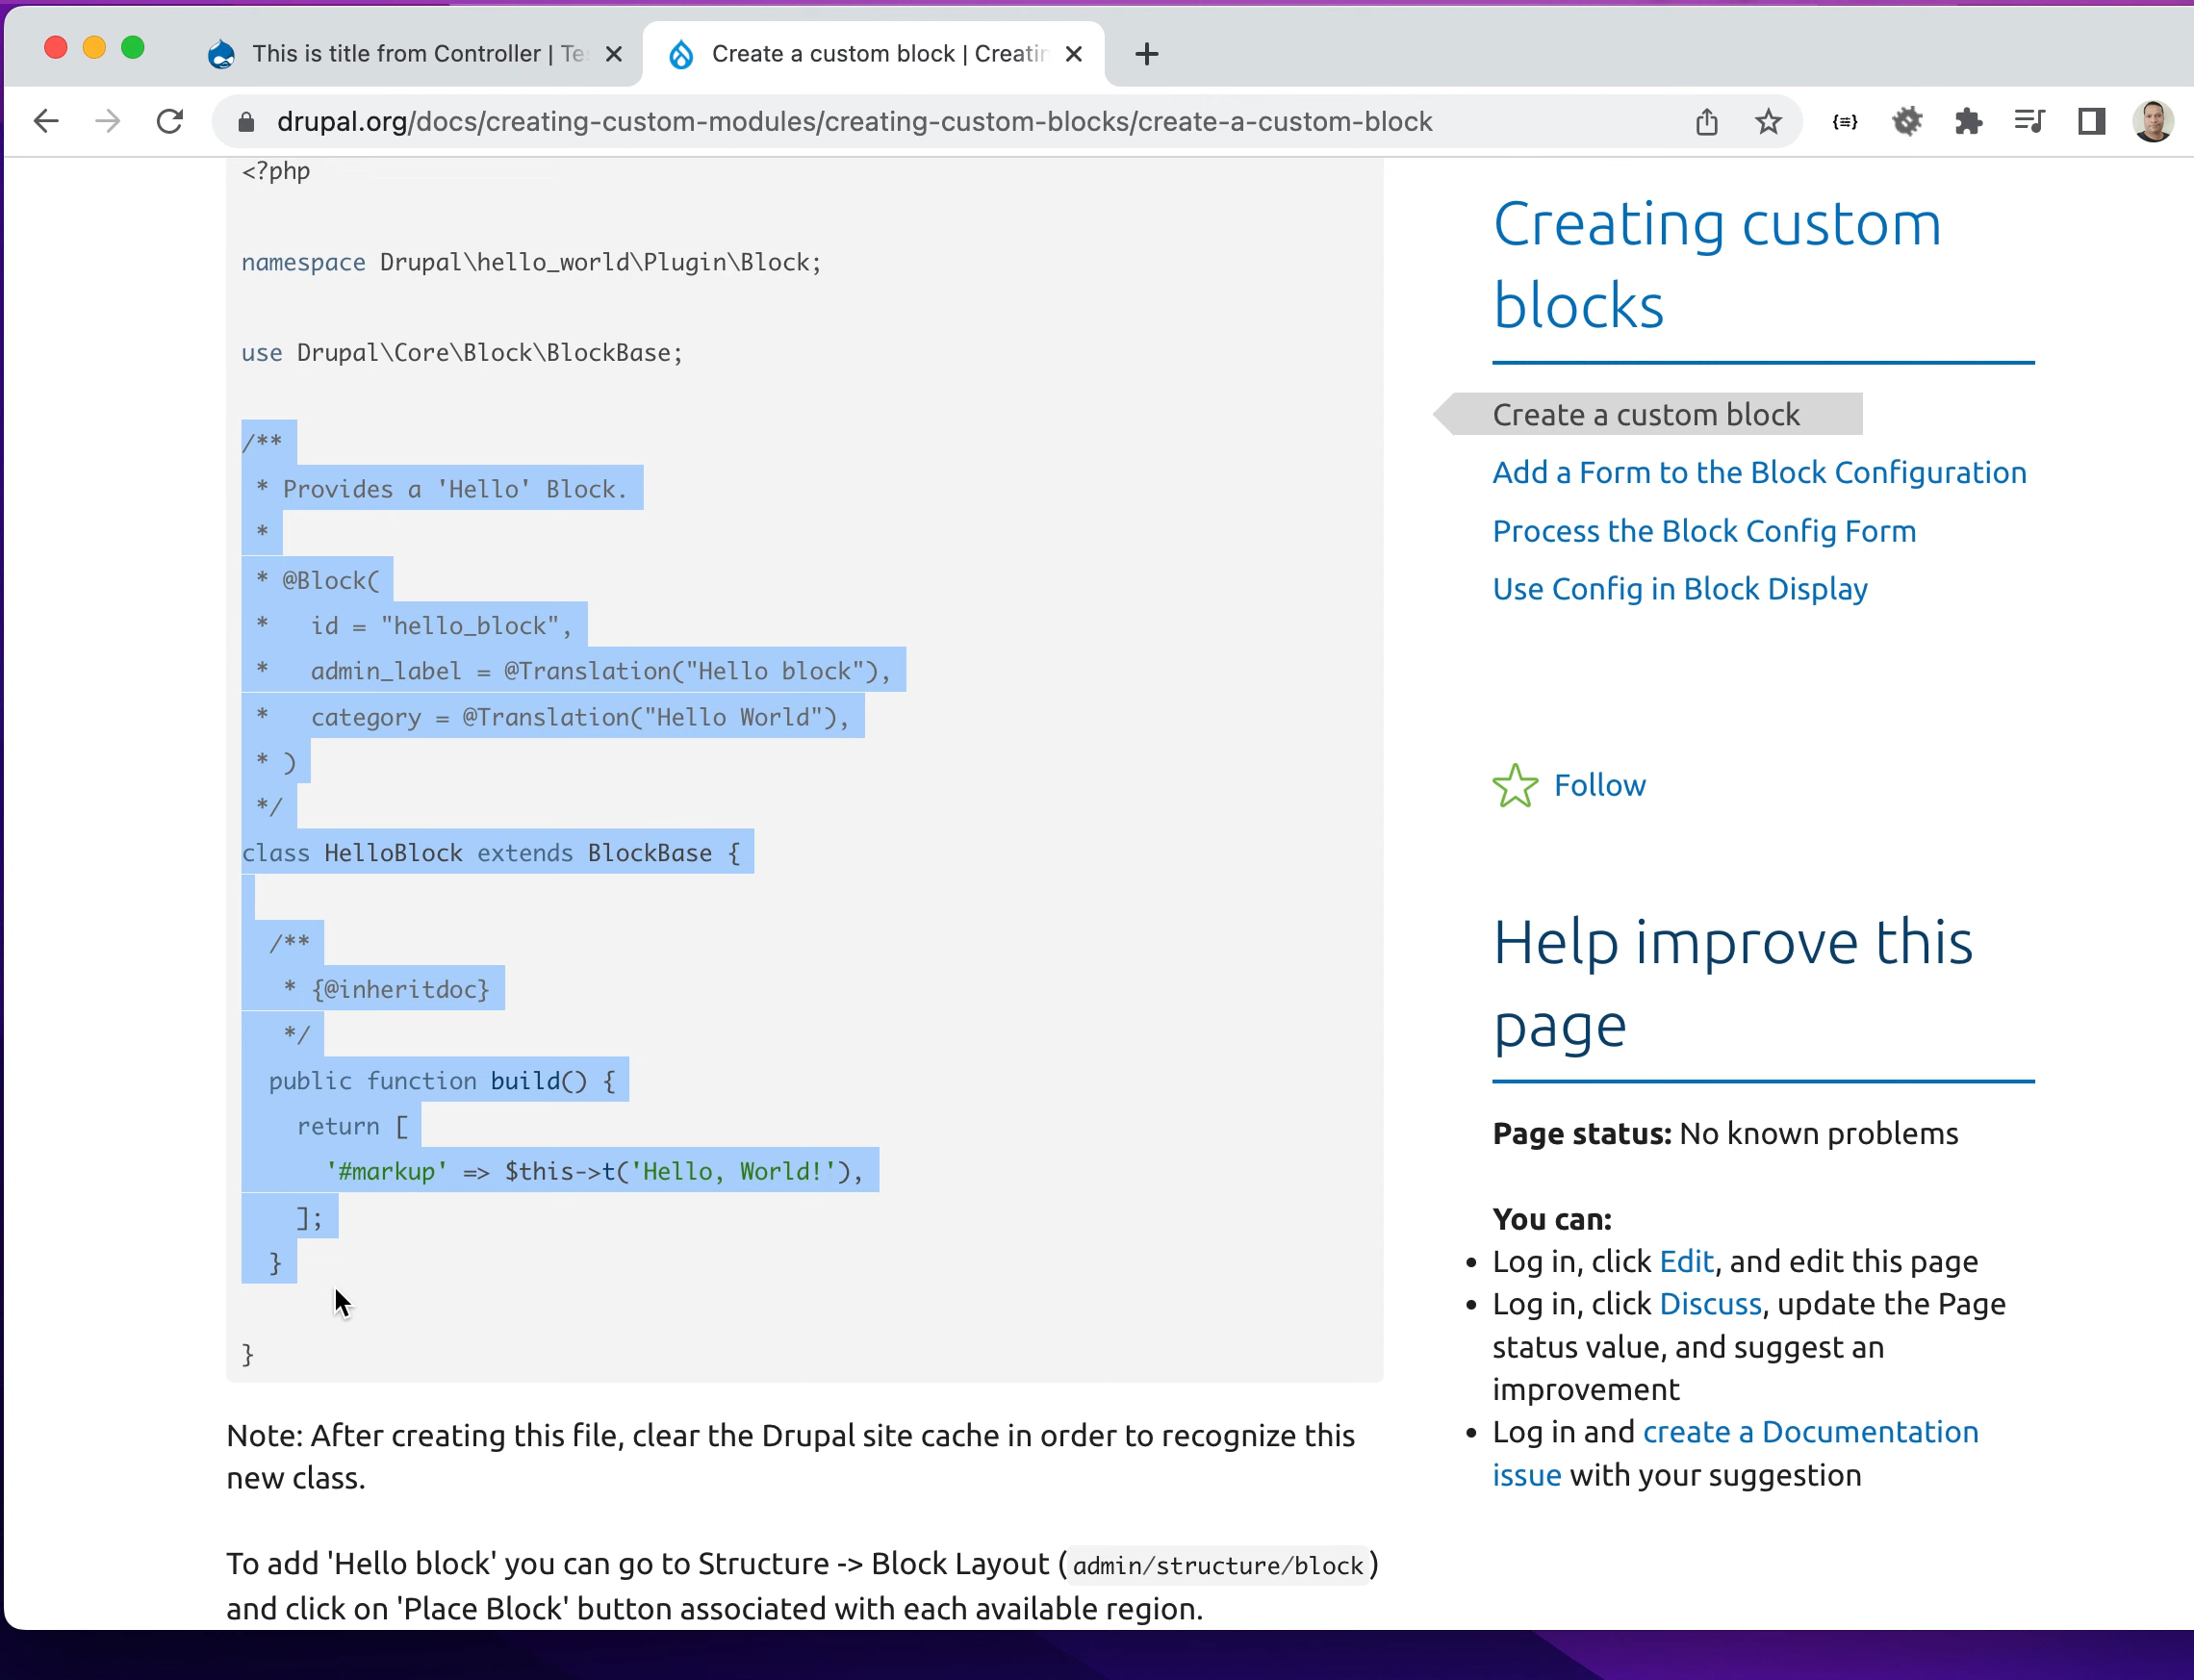 This is title from Controller | Te
Create a custom block | Creatin
drupal.org/docs/creating-custom-modules/creating-custom-blocks/create-a-custom-block
<?php
namespace Drupal\hello_world\Plugin\Block;
use Drupal\Core\Block\BlockBase;
/**
* Provides a 'Hello' Block.
*
* @Block(
*   id = "hello_block",
*   admin_label = @Translation("Hello block"),
*   category = @Translation("Hello World"),
* )
*/
class HelloBlock extends BlockBase {
/**
* {@inheritdoc}
*/
public function build() {
return [
'#markup' => $this->t('Hello, World!'),
];
}
}
Note: After creating this file, clear the Drupal site cache in order to recognize this
new class.
To add 'Hello block' you can go to Structure -> Block Layout (admin/structure/block)
and click on 'Place Block' button associated with each available region.
Creating custom
blocks
Create a custom block
Add a Form to the Block Configuration
Process the Block Config Form
Use Config in Block Display
Follow
Help improve this
page
Page status: No known problems
You can:
• Log in, click Edit, and edit this page
• Log in, click Discuss, update the Page
status value, and suggest an
improvement
• Log in and create a Documentation
issue with your suggestion